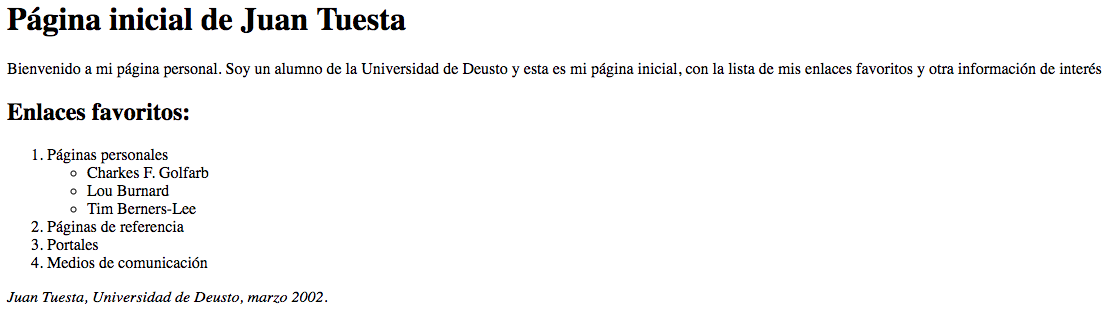 Página inicial de Juan Tuesta
Bienvenido a mi página personal. Soy un alumno de la Universidad de Deusto y esta es mi página inicial, con la lista de mis enlaces favoritos y otra información de interés
Enlaces favoritos:
1. Páginas personales
Charkes F. Golfarb
Lou Burnard
Tim Berners-Lee
2. Páginas de referencia
3. Portales
4. Medios de comunicación
Juan Tuesta, Universidad de Deusto, marzo 2002.